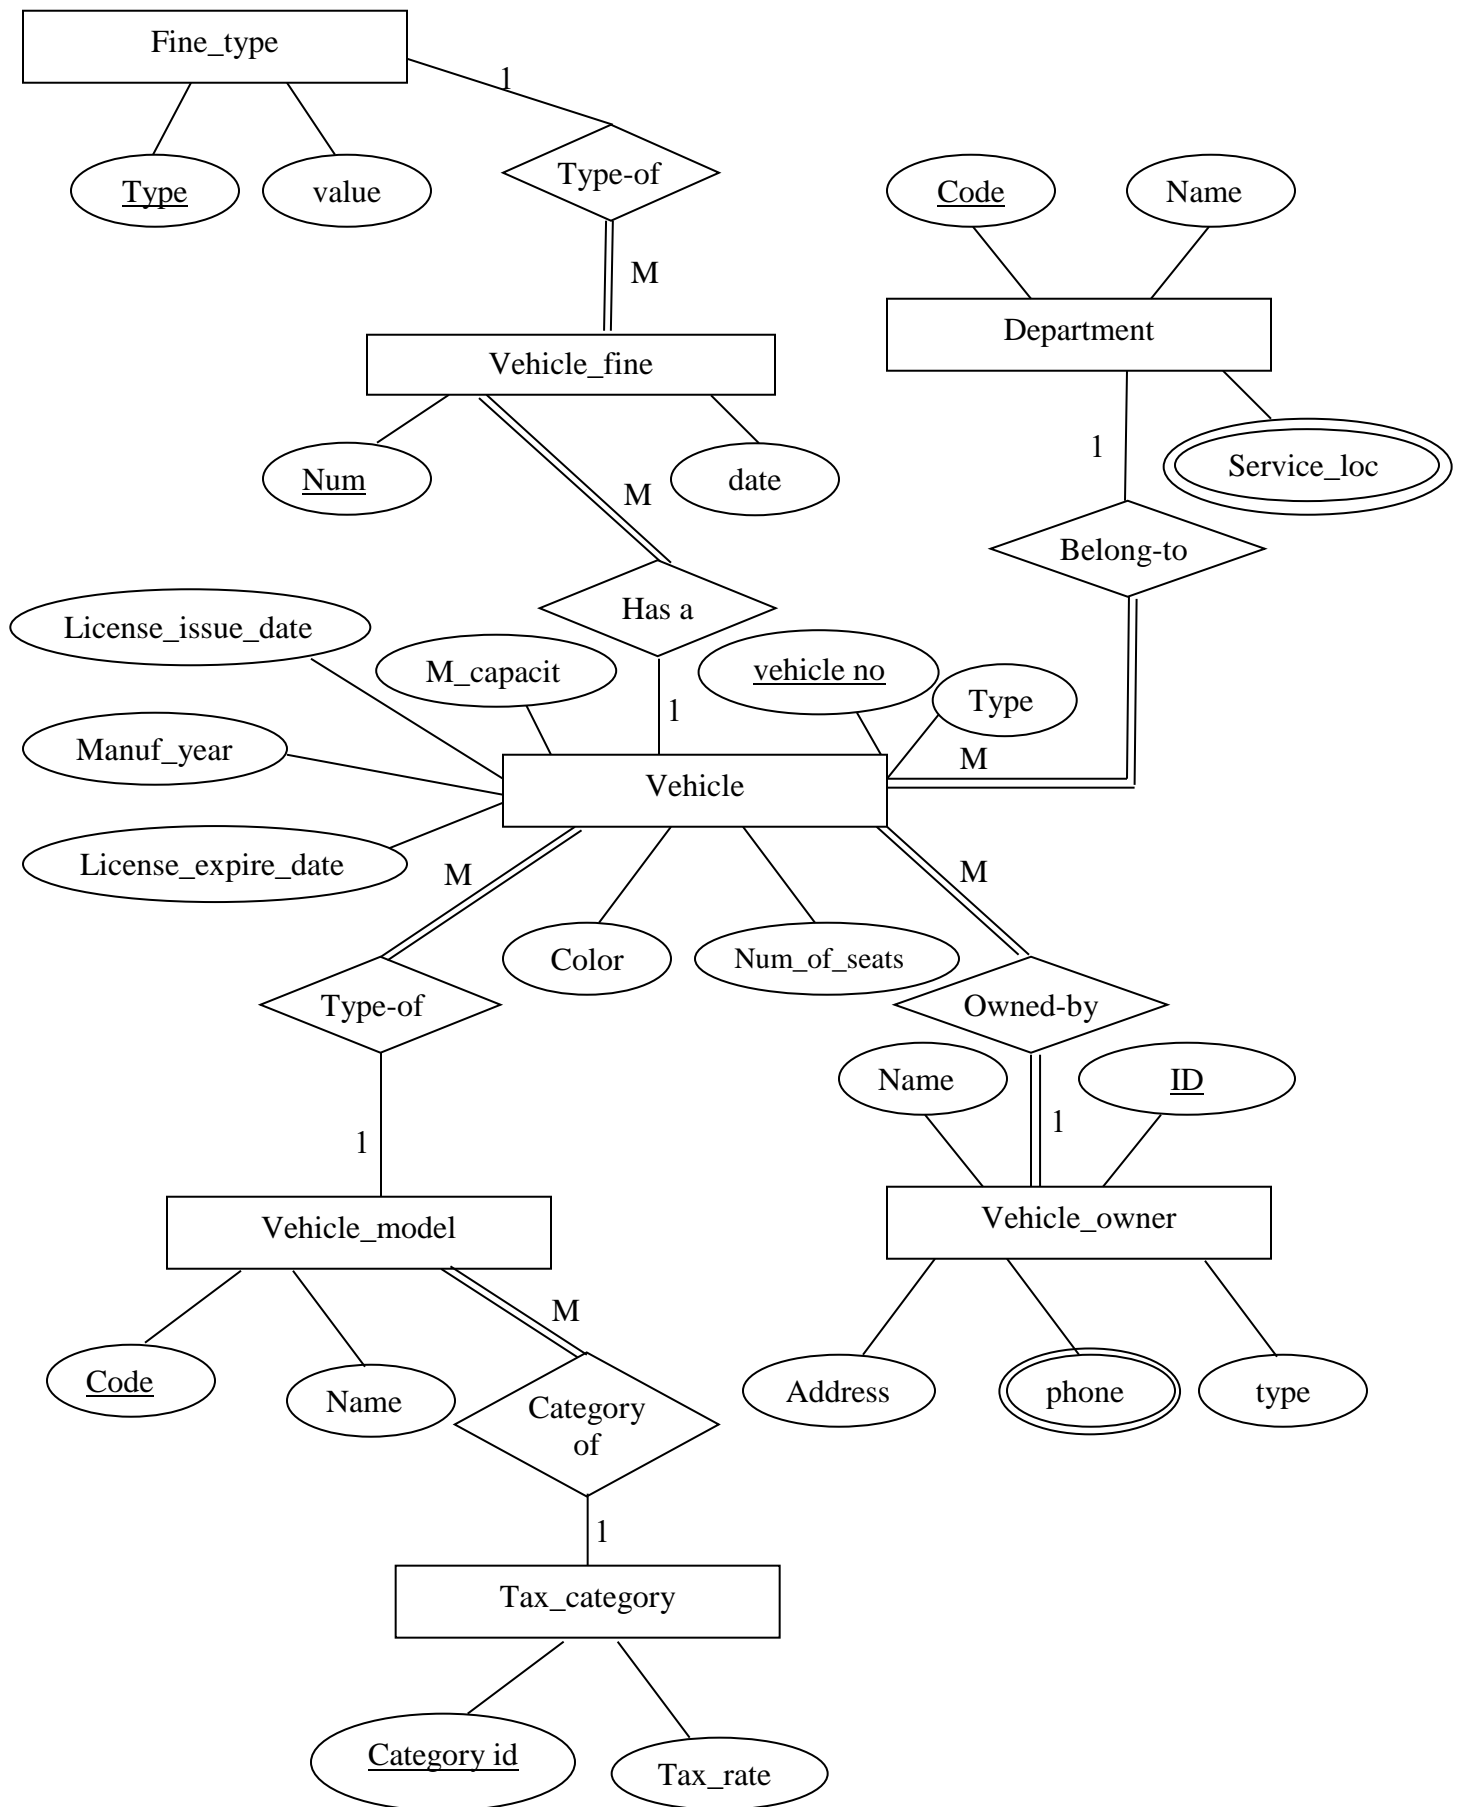 Fine_type
1
Type
value
Type-of
Code
Name
M
Department
Vehicle_fine
1
Service_loc
Num
M
date
Belong-to
License_issue_date
Has a
M_capacit
vehicle no
Type
1
Manuf_year
M
Vehicle
License_expire_date
M
M
Color
Num_of_seats
Type-of
Owned-by
Name
ID
1
1
Vehicle_model
Vehicle_owner
M
Code
Name
Address
phone
type
Category
of
1
Tax_category
Category id
Tax_rate